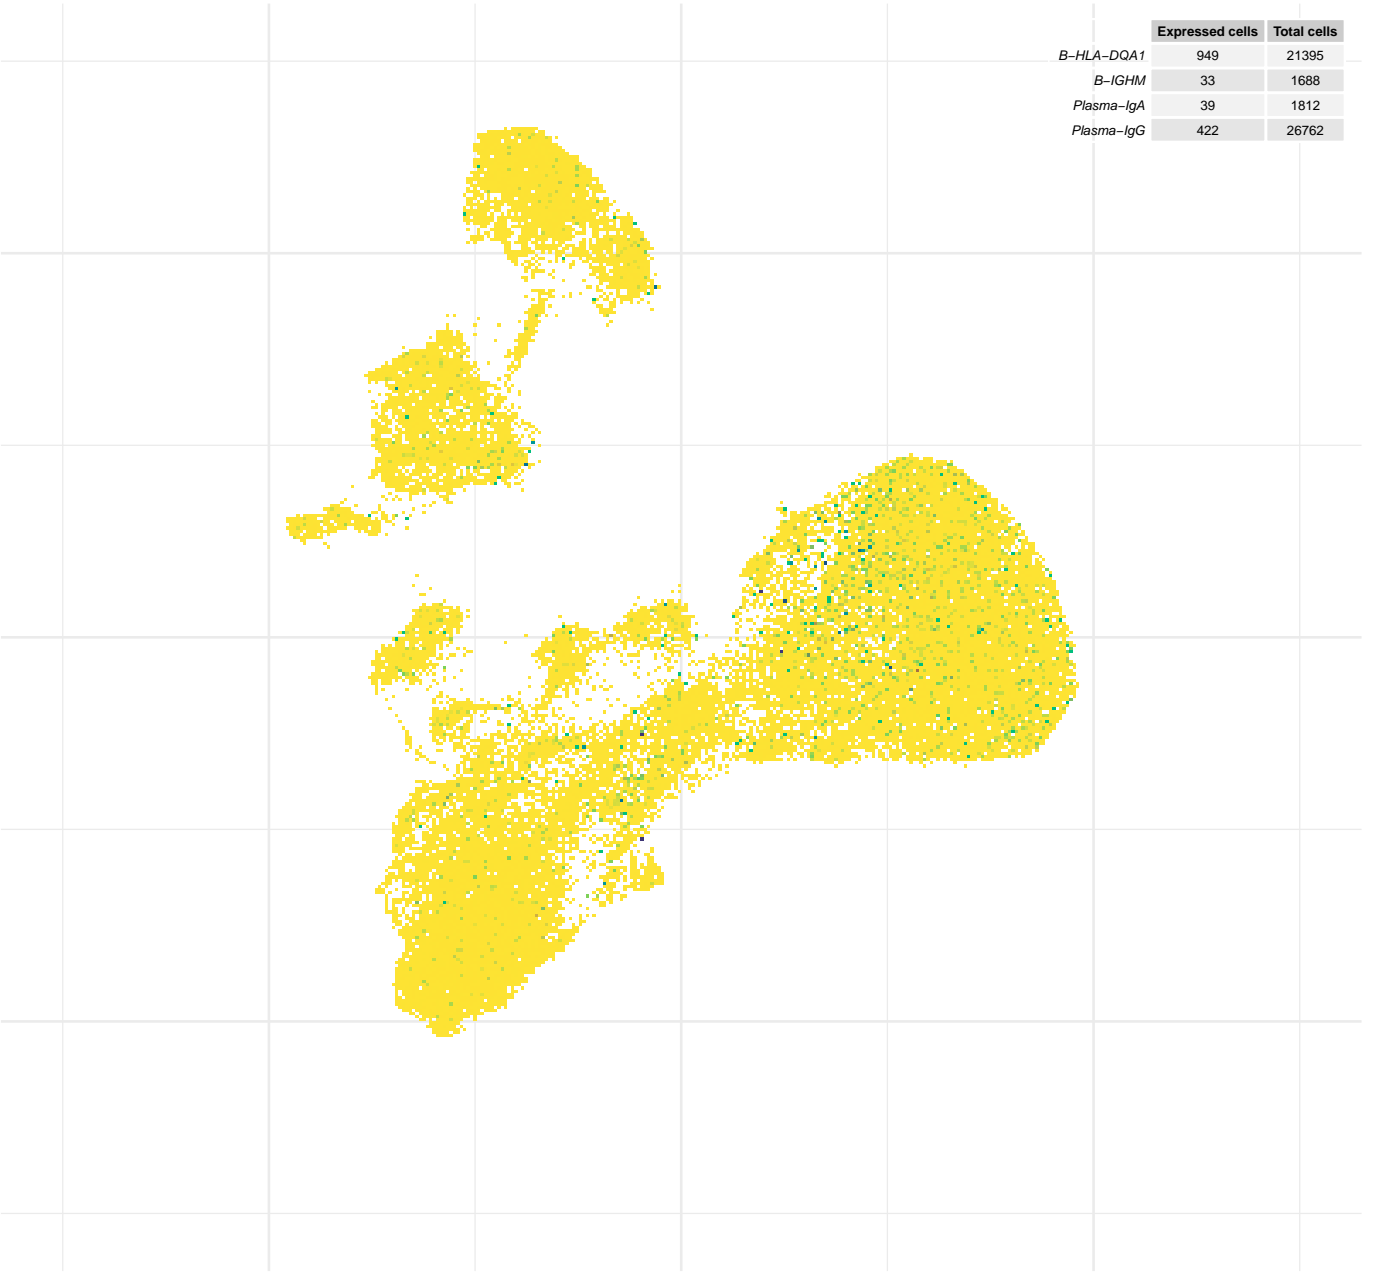 Expressed cells Total cells
B−HLA−DQA1 949 21395
B−IGHM 33 1688
Plasma−IgA 39 1812
Plasma−IgG 422 26762